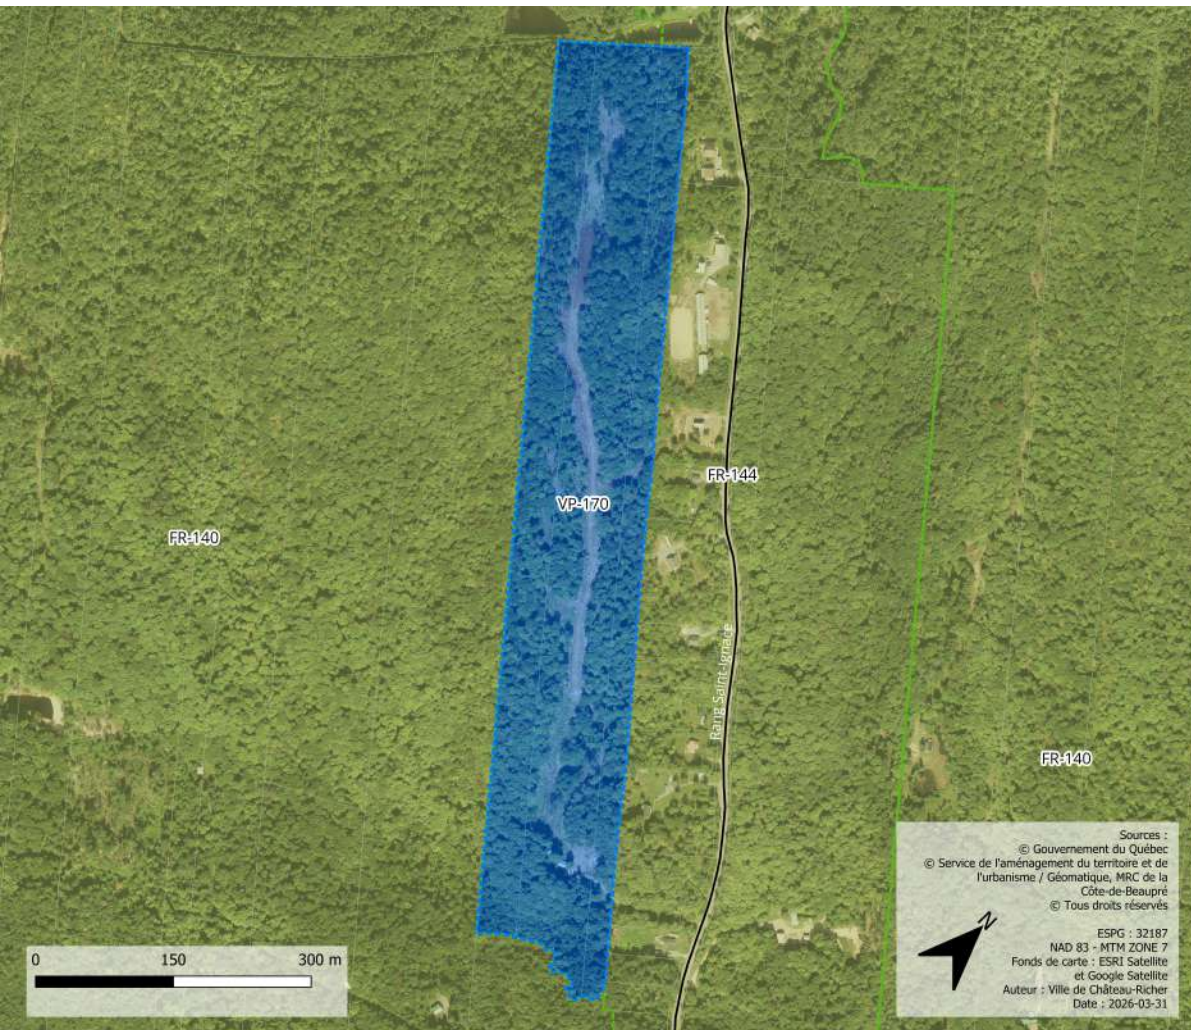 FR-144
VP-170
FR-140
Rang Saint-Ignace
FR-140
Sources :
© Gouvernement du Québec
© Service de l'aménagement du territoire et de
l'urbanisme / Géomatique, MRC de la
Côte-de-Beaupré
© Tous droits réservés
N
ESPG : 32187
NAD 83 - MTM ZONE 7
Fonds de carte : ESRI Satellite
et Google Satellite
Auteur : Ville de Château-Richer
Date : 2026-03-31
0 150 300 m